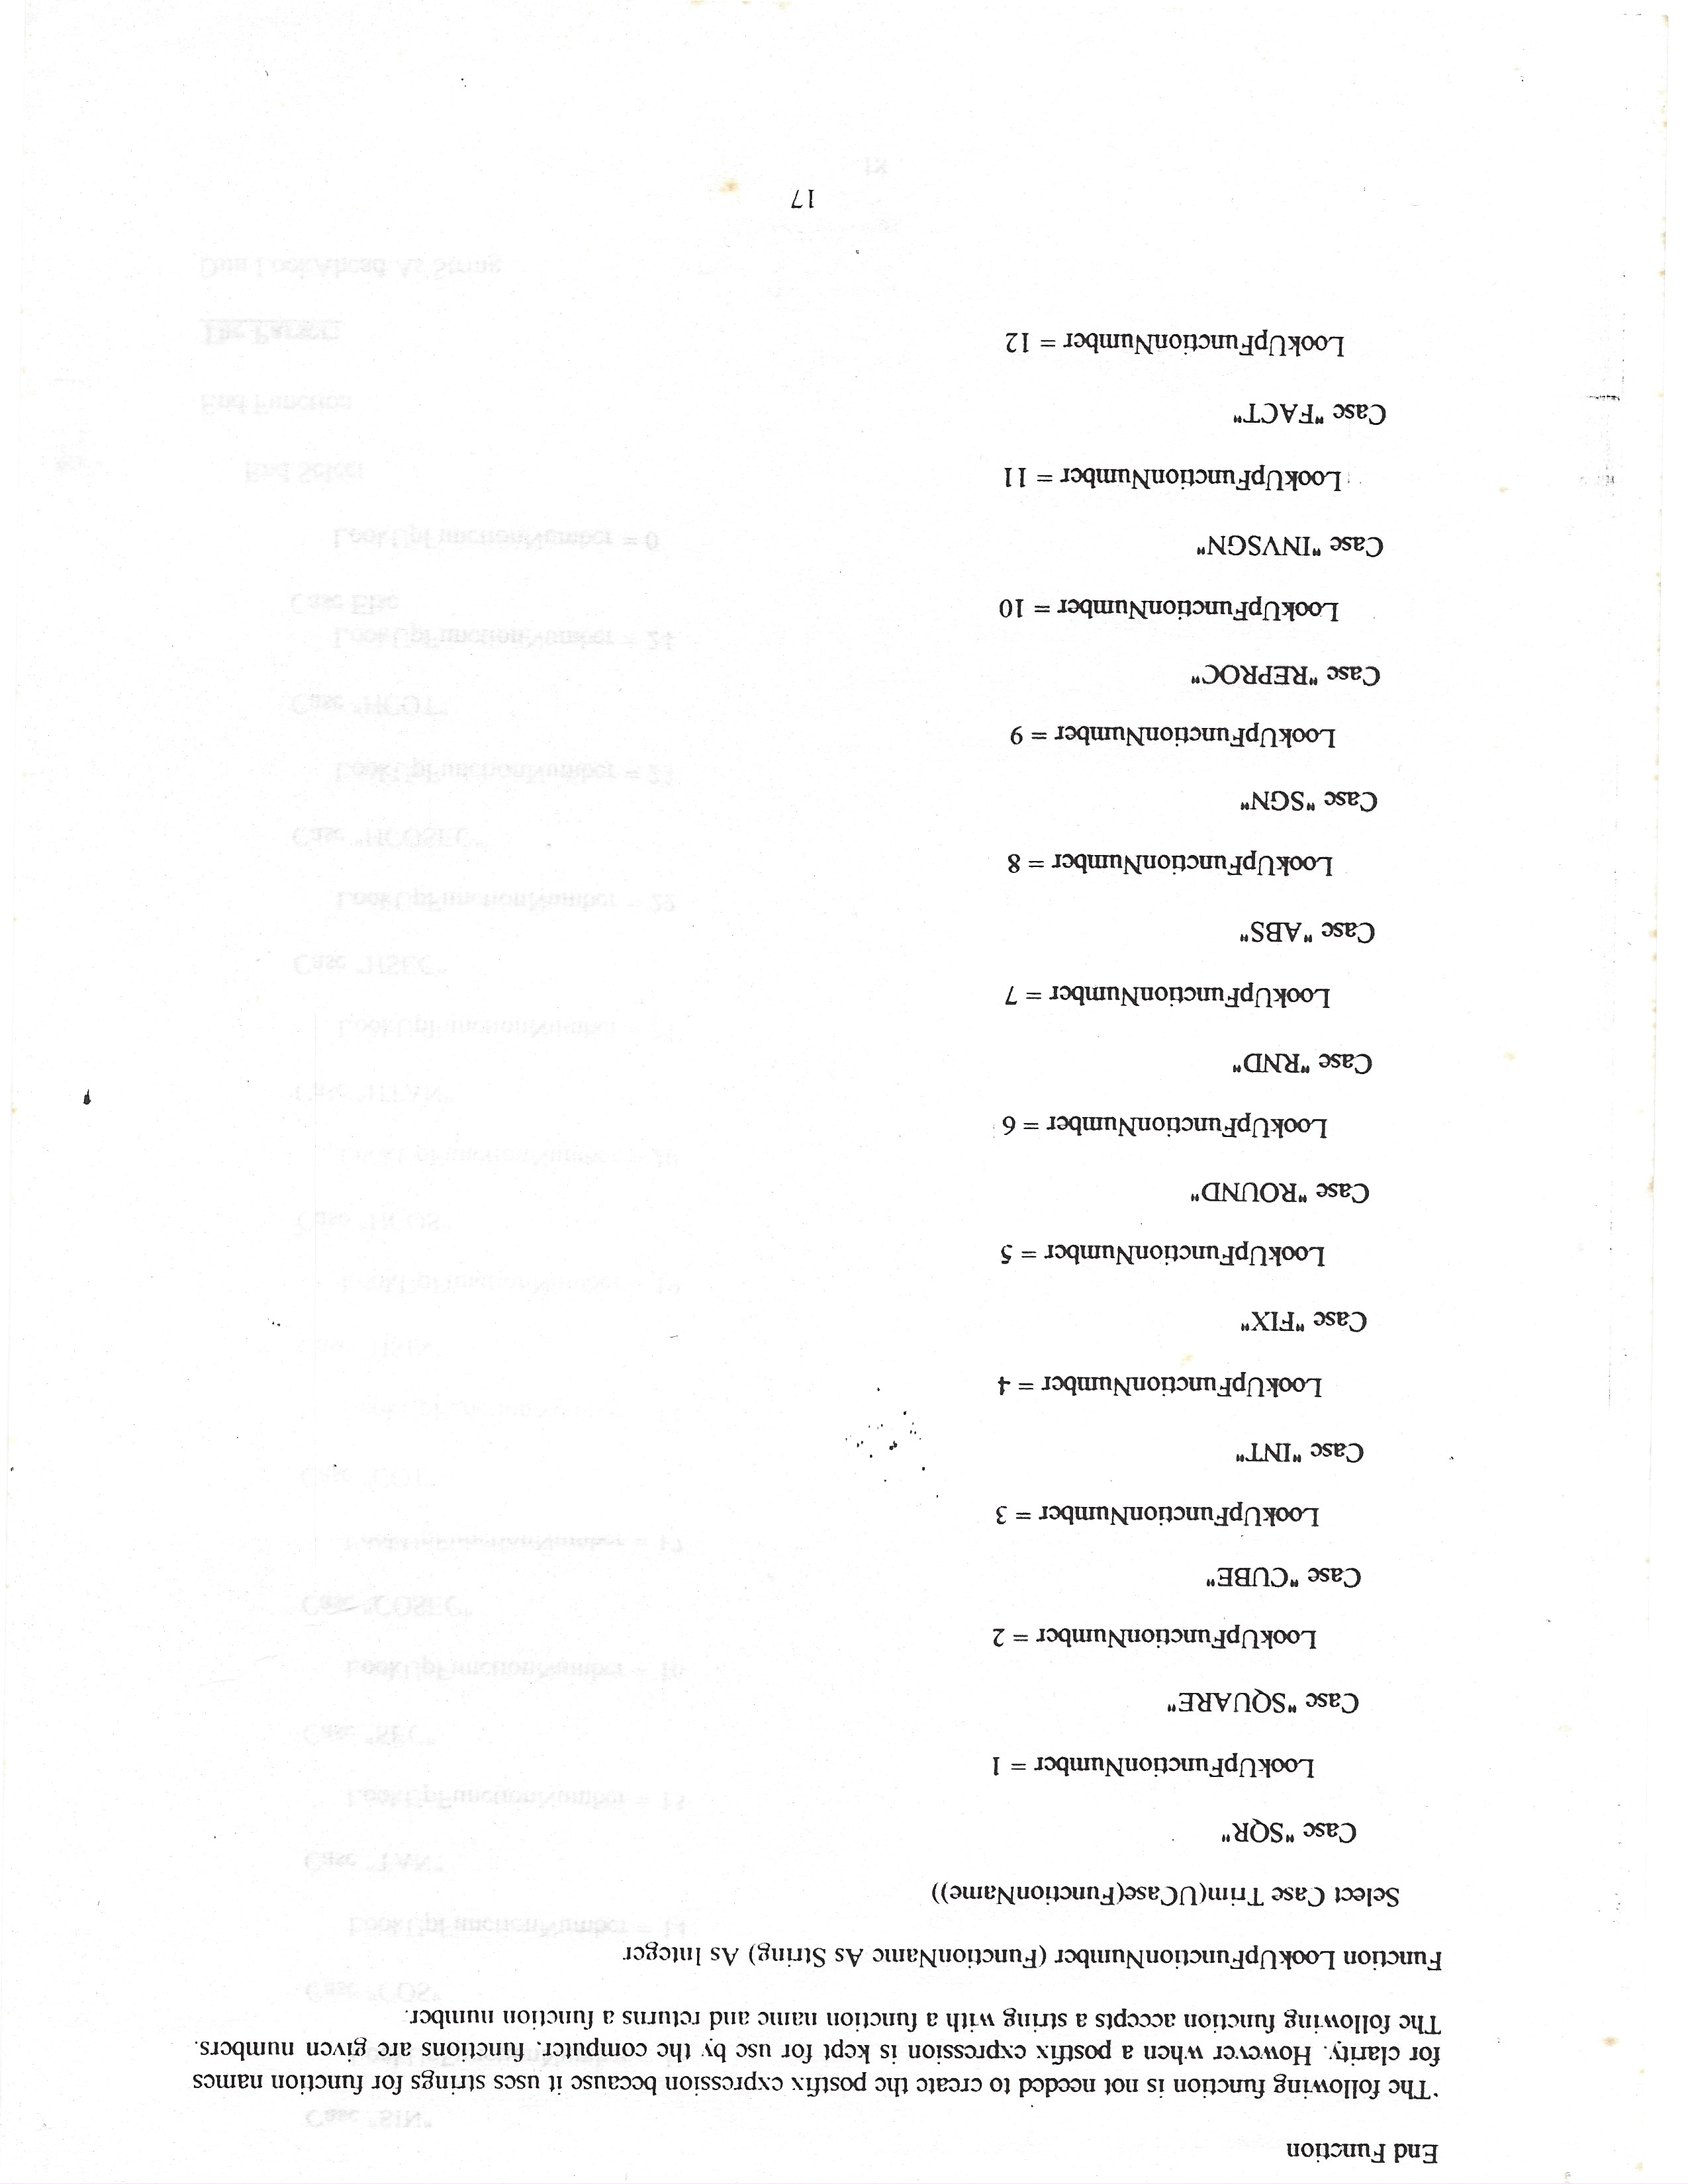 End Function
'The following function is not needed to create the postfix expression because it uses strings for function names
for clarity. However when a postfix expression is kept for use by the computer, functions are given numbers.
The following function accepts a string with a function name and returns a function number.
Function LookUpFunctionNumber (FunctionName As String) As Integer
Select Case Trim(UCase(FunctionName))
Case "SQR"
LookUpFunctionNumber = 1
Case "SQUARE"
LookUpFunctionNumber = 2
Case "CUBE"
LookUpFunctionNumber = 3
Case "INT"
LookUpFunctionNumber = 4
Case "FIX"
LookUpFunctionNumber = 5
Case "ROUND"
LookUpFunctionNumber = 6
Case "RND"
LookUpFunctionNumber = 7
Case "ABS"
LookUpFunctionNumber = 8
Case "SGN"
LookUpFunctionNumber = 9
Case "REPROC"
LookUpFunctionNumber = 10
Case "INVSGN"
LookUpFunctionNumber = 11
Case "FACT"
LookUpFunctionNumber = 12
17